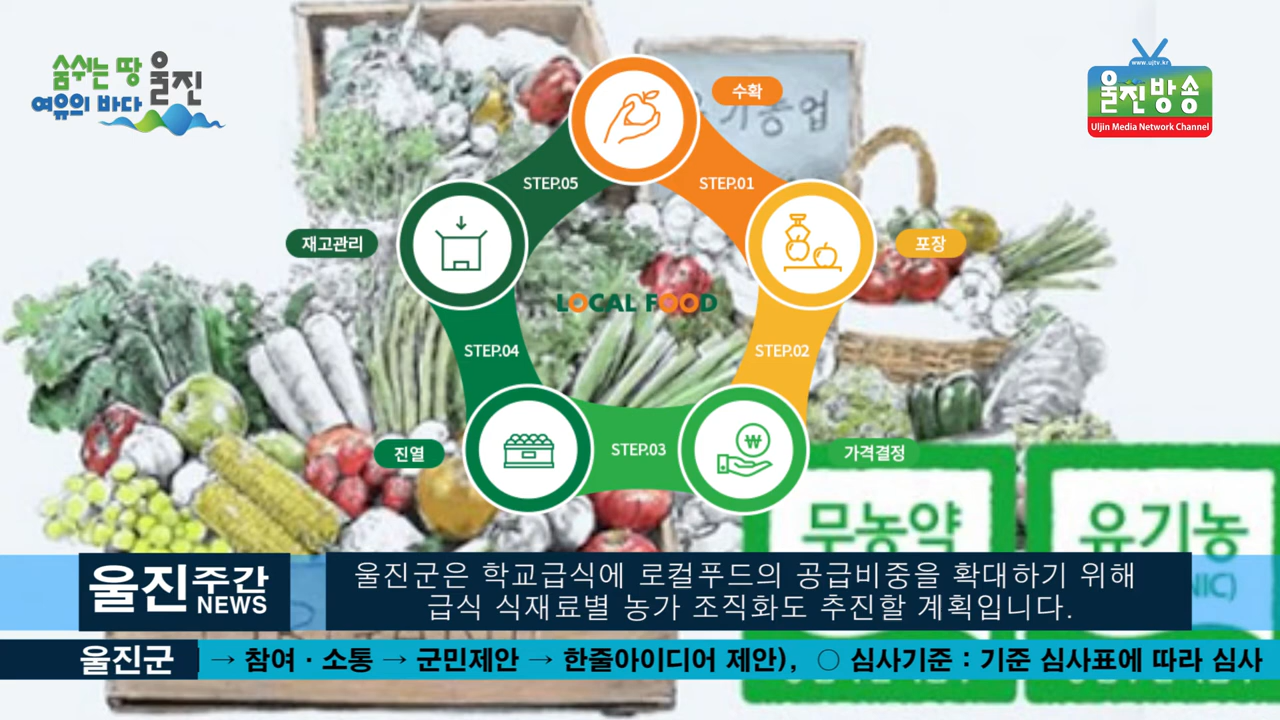 숨쉬는 땅
여유의 바다
울진
www.ujtv.kr
울진방송
Uljin Media Network Channel
수확
기농업
STEP.05
STEP.01
재고관리
포장
LOCAL FOOD
STEP.04
STEP.02
진열
STEP.03
가격결정
무농약
유기농
NIC)
울진주간
NEWS
울진군은 학교급식에 로컬푸드의 공급비중을 확대하기 위해
급식 식재료별 농가 조직화도 추진할 계획입니다.
울진군
→ 참여 · 소통 → 군민제안 → 한줄아이디어 제안), ○ 심사기준 : 기준 심사표에 따라 심사